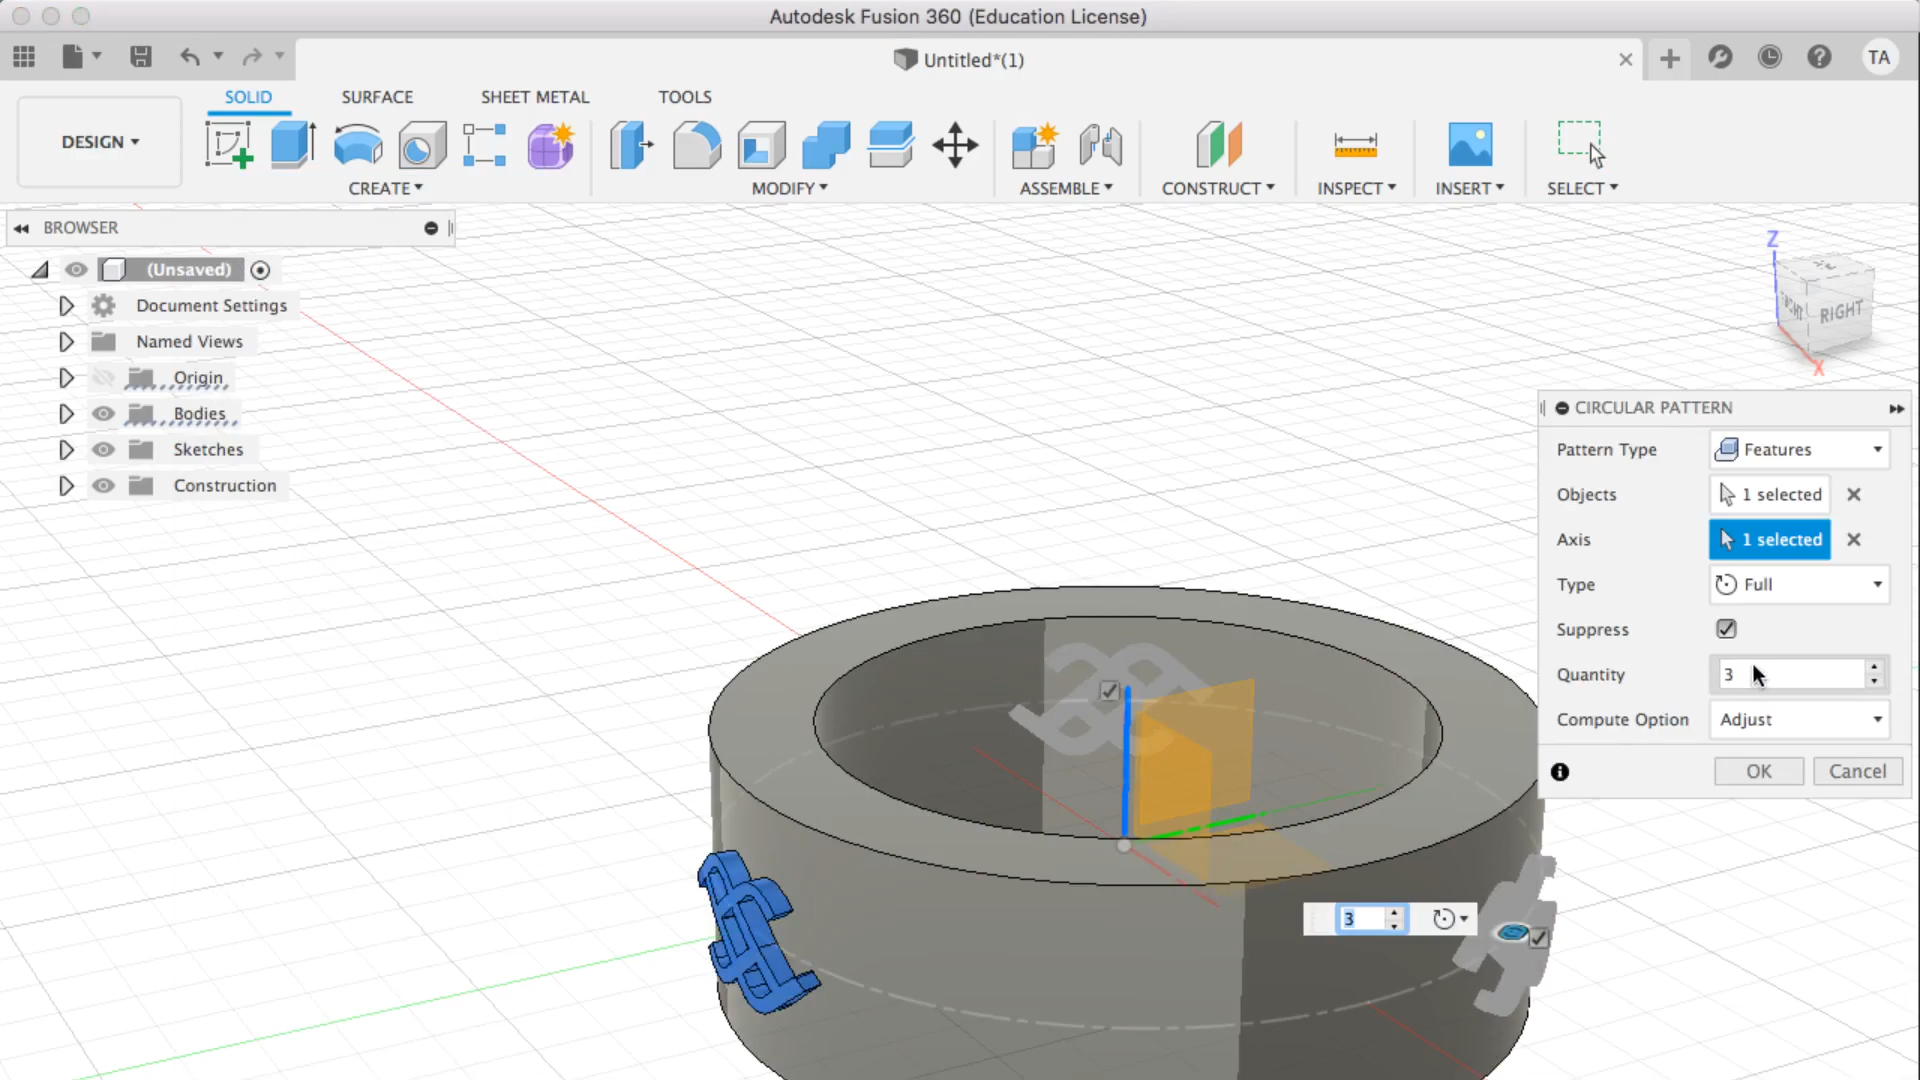 Autodesk Fusion 360 (Education License)
Untitled*(1)
TA
SOLID
SURFACE
SHEET METAL
TOOLS
DESIGN
CREATE
MODIFY
ASSEMBLE
CONSTRUCT
INSPECT
INSERT
SELECT
BROWSER
(Unsaved)
Document Settings
Named Views
Origin
Bodies
Sketches
Construction
Z
RIGHT
X
CIRCULAR PATTERN
Pattern Type Features
Objects 1 selected
Axis 1 selected
Type Full
Suppress
Quantity 3
Compute Option Adjust
OK Cancel
3